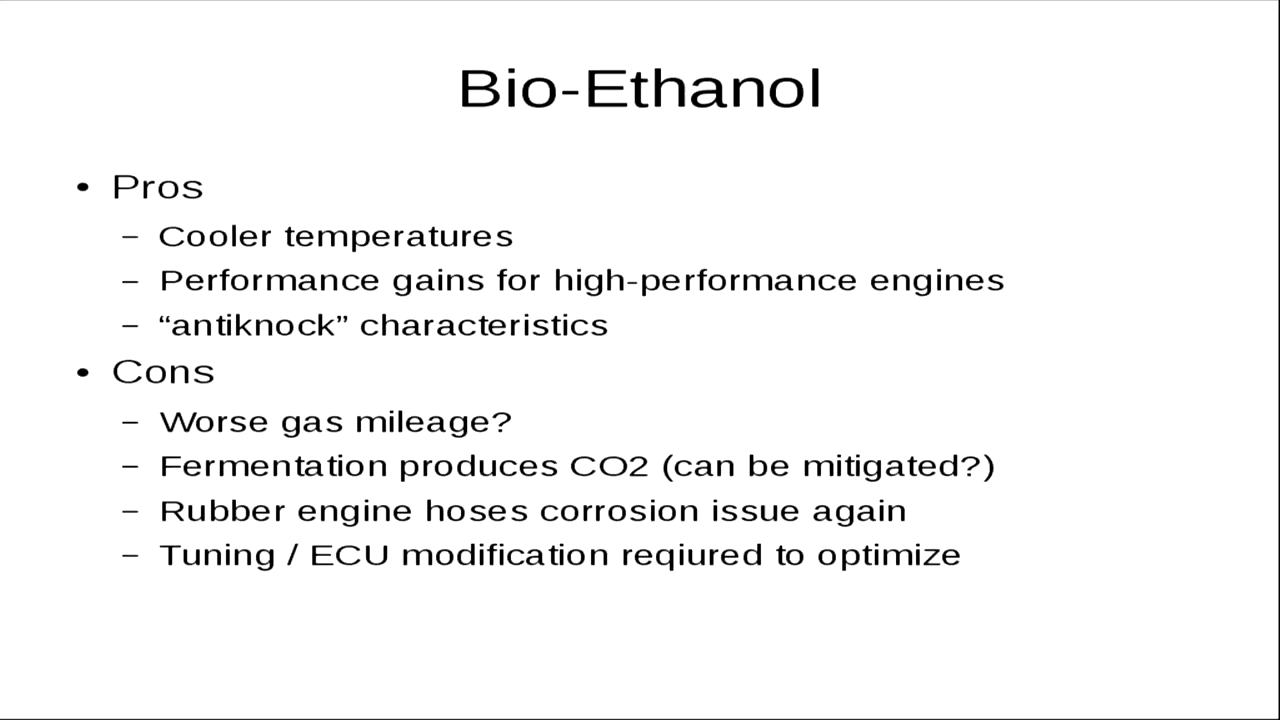 Bio-Ethanol
• Pros
– Cooler temperatures
– Performance gains for high-performance engines
– “antiknock” characteristics
• Cons
– Worse gas mileage?
– Fermentation produces CO2 (can be mitigated?)
– Rubber engine hoses corrosion issue again
– Tuning / ECU modification reqiured to optimize